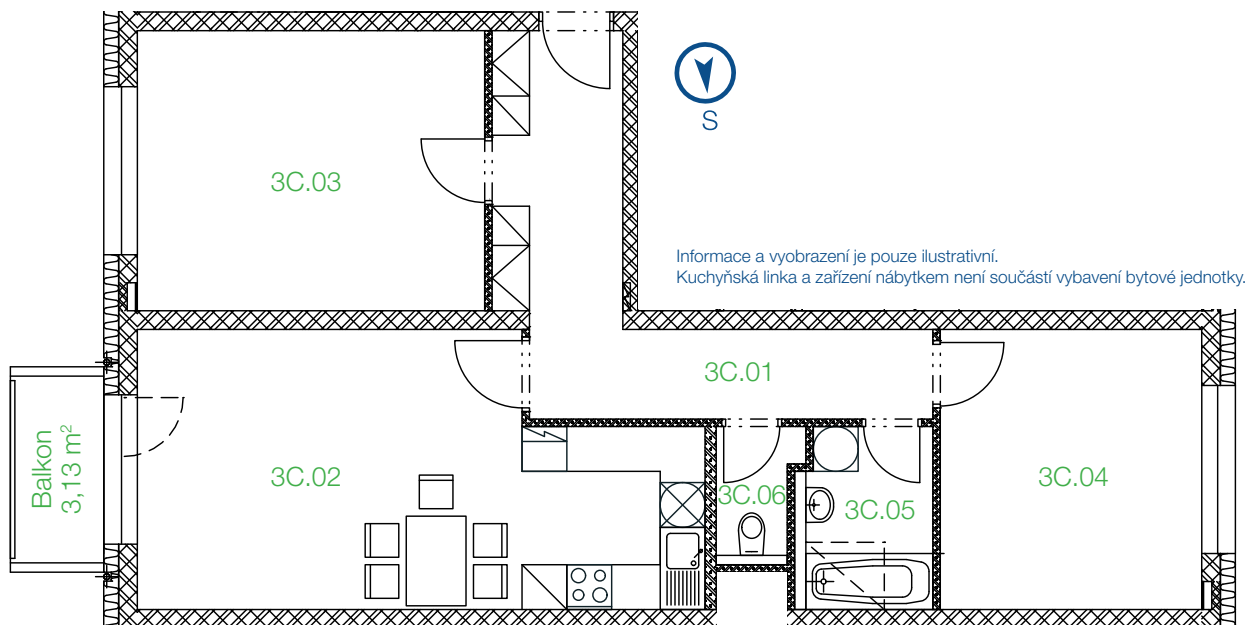 S
3C.03
Informace a vyobrazení je pouze ilustrativní.
Kuchyňská linka a zařízení nábytkem není součástí vybavení bytové jednotky.
3C.01
Balkon
3,13 m²
3C.02
3C.06
3C.05
3C.04